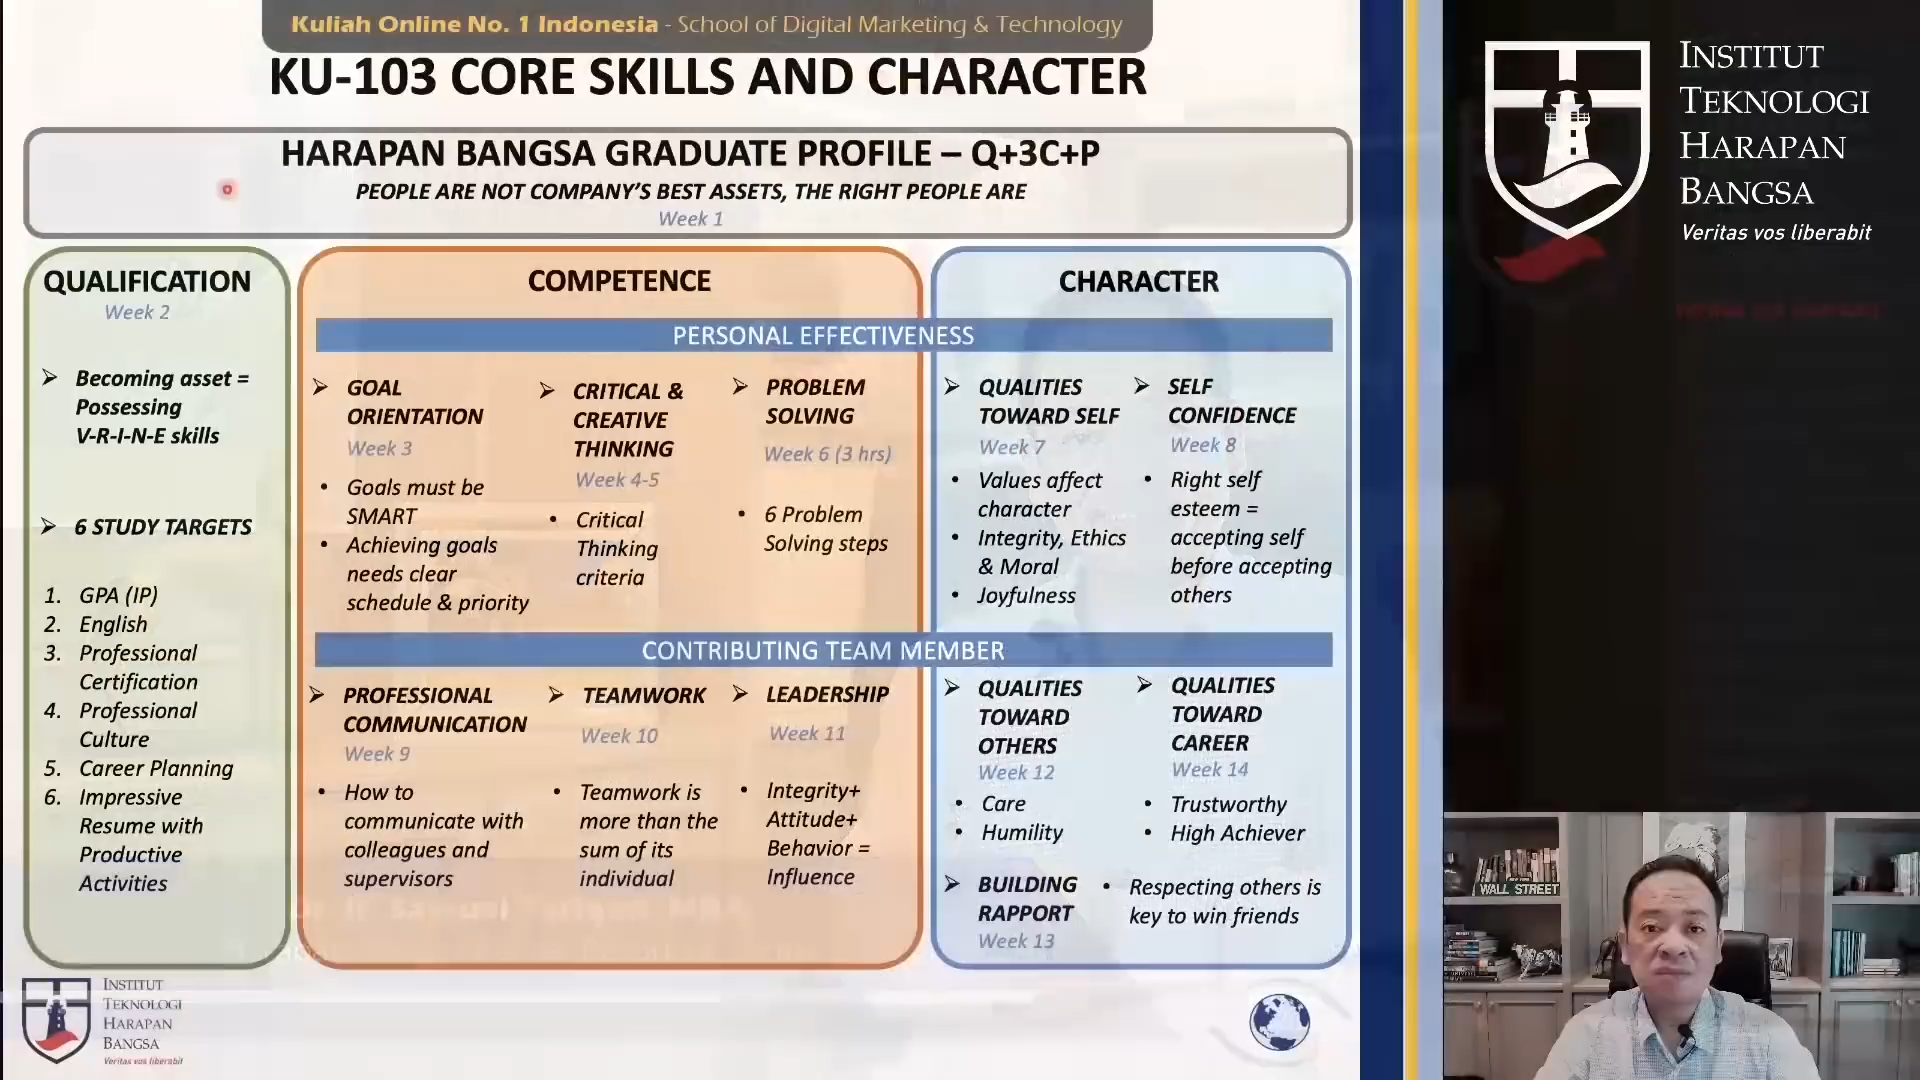 Kuliah Online No. 1 Indonesia - School of Digital Marketing & Technology
KU-103 CORE SKILLS AND CHARACTER
HARAPAN BANGSA GRADUATE PROFILE – Q+3C+P
PEOPLE ARE NOT COMPANY'S BEST ASSETS, THE RIGHT PEOPLE ARE
Week 1
QUALIFICATION
Week 2
➢ Becoming asset =
Possessing
V-R-I-N-E skills
➢ 6 STUDY TARGETS
1. GPA (IP)
2. English
3. Professional
Certification
4. Professional
Culture
5. Career Planning
6. Impressive
Resume with
Productive
Activities
COMPETENCE
CHARACTER
PERSONAL EFFECTIVENESS
➢ GOAL
ORIENTATION
Week 3
• Goals must be
SMART
• Achieving goals
needs clear
schedule & priority
➢ CRITICAL &
CREATIVE
THINKING
Week 4-5
• Critical
Thinking
criteria
➢ PROBLEM
SOLVING
Week 6 (3 hrs)
• 6 Problem
Solving steps
➢ QUALITIES
TOWARD SELF
Week 7
• Values affect
character
• Integrity, Ethics
& Moral
• Joyfulness
➢ SELF
CONFIDENCE
Week 8
• Right self
esteem =
accepting self
before accepting
others
CONTRIBUTING TEAM MEMBER
➢ PROFESSIONAL
COMMUNICATION
Week 9
• How to
communicate with
colleagues and
supervisors
➢ TEAMWORK
Week 10
• Teamwork is
more than the
sum of its
individual
➢ LEADERSHIP
Week 11
• Integrity+
Attitude+
Behavior =
Influence
➢ QUALITIES
TOWARD
OTHERS
Week 12
• Care
• Humility
➢ QUALITIES
TOWARD
CAREER
Week 14
• Trustworthy
• High Achiever
➢ BUILDING
RAPPORT
Week 13
• Respecting others is
key to win friends
INSTITUT
TEKNOLOGI
HARAPAN
BANGSA
Veritas vos liberabit
INSTITUT
TEKNOLOGI
HARAPAN
BANGSA
Veritas vos liberabit
WALL STREET